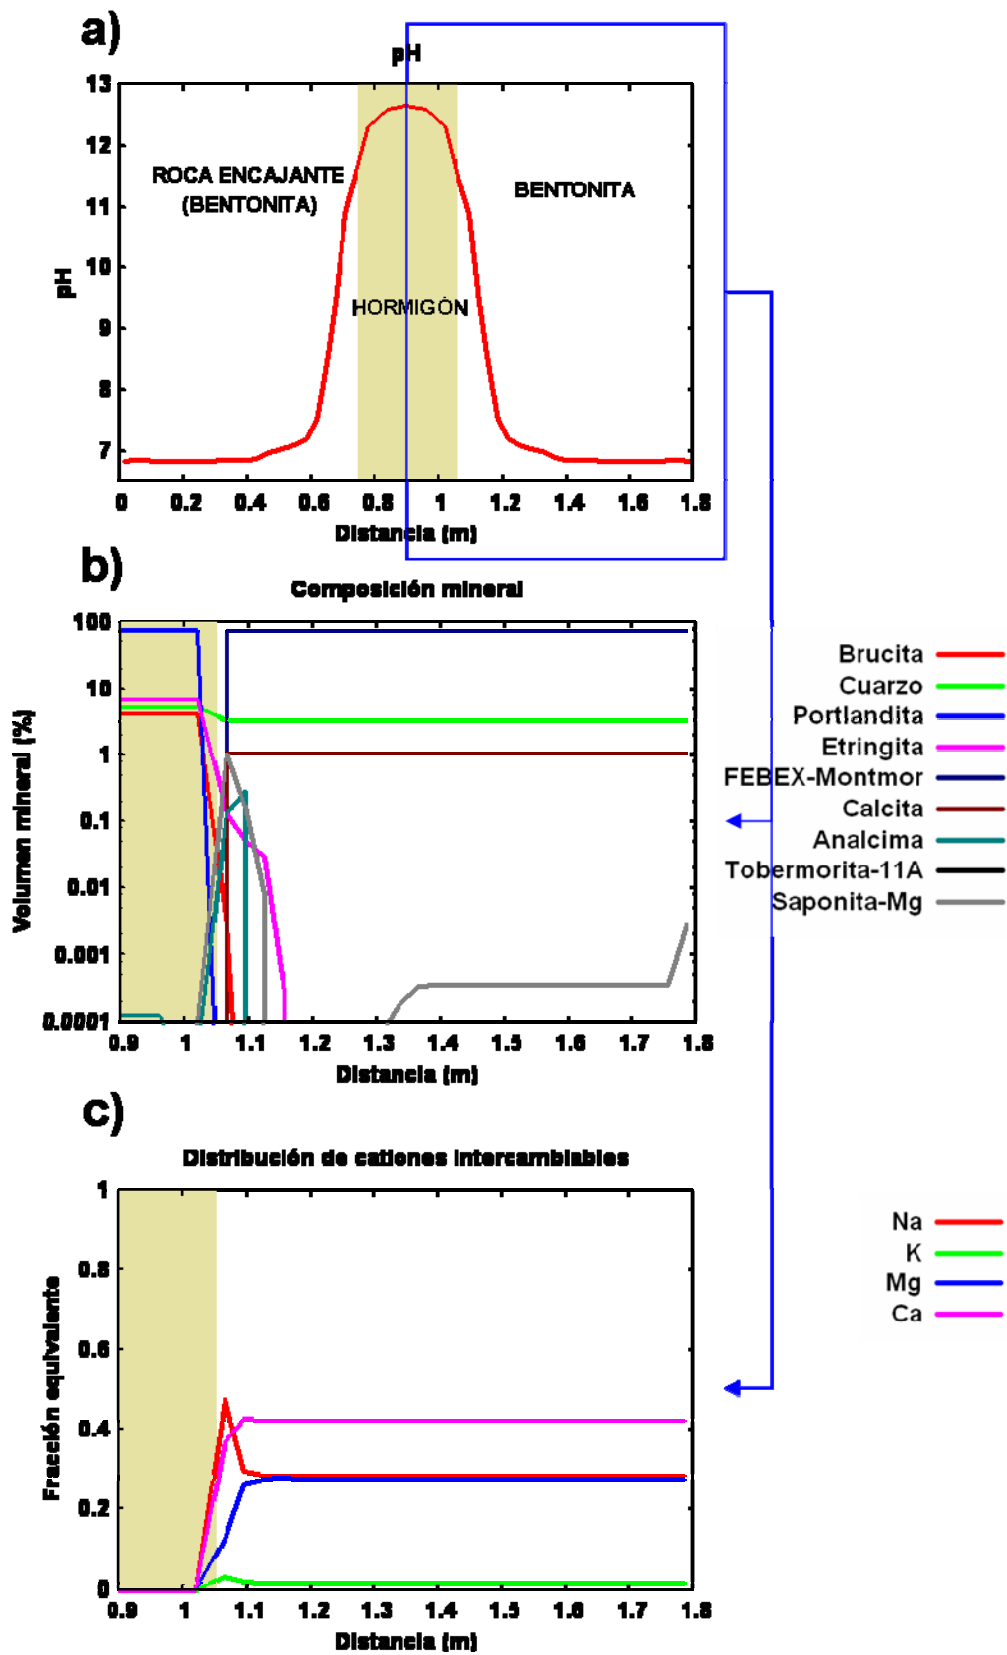 a)
pH
13
12
11
10
9
8
7
pH
ROCA ENCAJANTE
(BENTONITA)
BENTONITA
HORMIGÓN
0 0.2 0.4 0.6 0.8 1 1.2 1.4 1.6 1.8
Distancia (m)
b)
Composición mineral
100
10
1
0.1
0.01
0.001
0.0001
Volumen mineral (%)
0.9 1 1.1 1.2 1.3 1.4 1.5 1.6 1.7 1.8
Distancia (m)
Brucita
Cuarzo
Portlandita
Etringita
FEBEX-Montmor
Calcita
Analcima
Tobermorita-11A
Saponita-Mg
c)
Distribución de cationes intercambiables
1
0.8
0.6
0.4
0.2
0
Fracción equivalente
0.9 1 1.1 1.2 1.3 1.4 1.5 1.6 1.7 1.8
Distancia (m)
Na
K
Mg
Ca